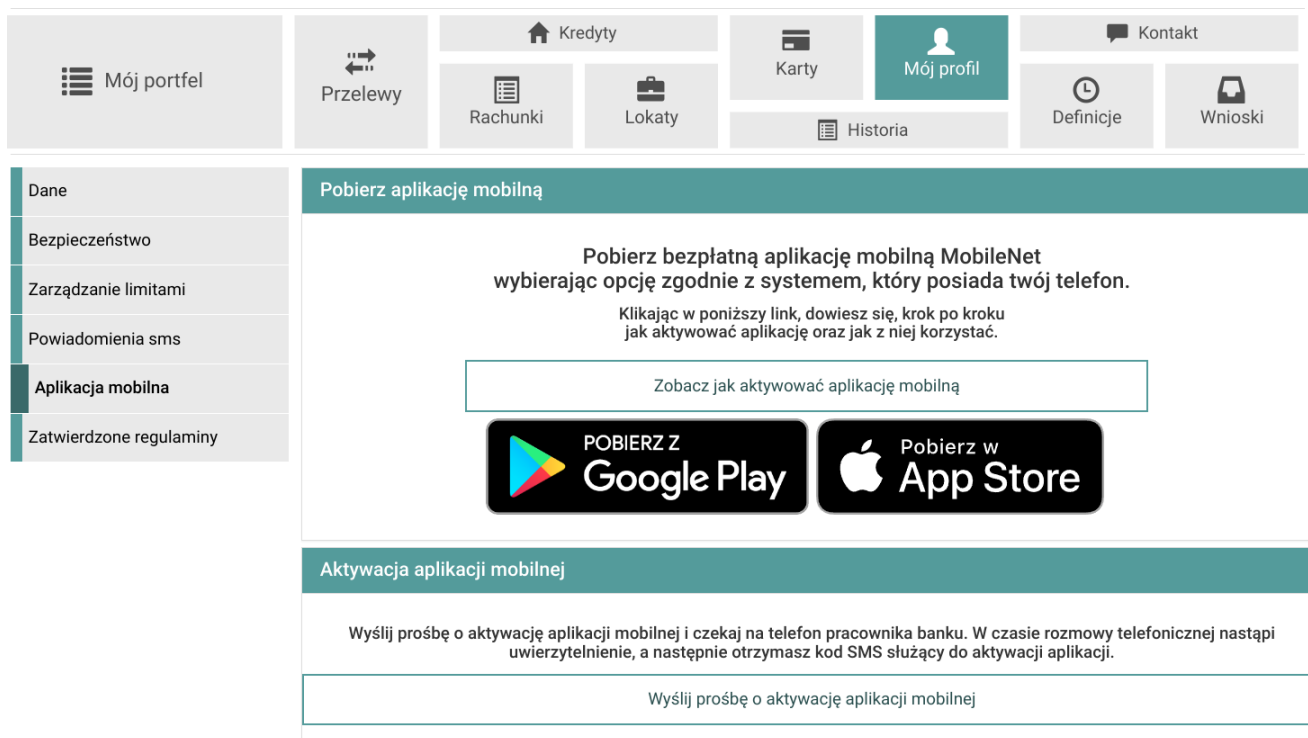 Mój portfel
Przelewy
Kredyty
Rachunki
Lokaty
Karty
Mój profil
Historia
Kontakt
Definicje
Wnioski
Dane
Bezpieczeństwo
Zarządzanie limitami
Powiadomienia sms
Aplikacja mobilna
Zatwierdzone regulaminy
Pobierz aplikację mobilną
Pobierz bezpłatną aplikację mobilną MobileNet
wybierając opcję zgodnie z systemem, który posiada twój telefon.
Klikając w poniższy link, dowiesz się, krok po kroku
jak aktywować aplikację oraz jak z niej korzystać.
Zobacz jak aktywować aplikację mobilną
POBIERZ Z
Google Play
Pobierz w
App Store
Aktywacja aplikacji mobilnej
Wyślij prośbę o aktywację aplikacji mobilnej i czekaj na telefon pracownika banku. W czasie rozmowy telefonicznej nastąpi
uwierzytelnienie, a następnie otrzymasz kod SMS służący do aktywacji aplikacji.
Wyślij prośbę o aktywację aplikacji mobilnej